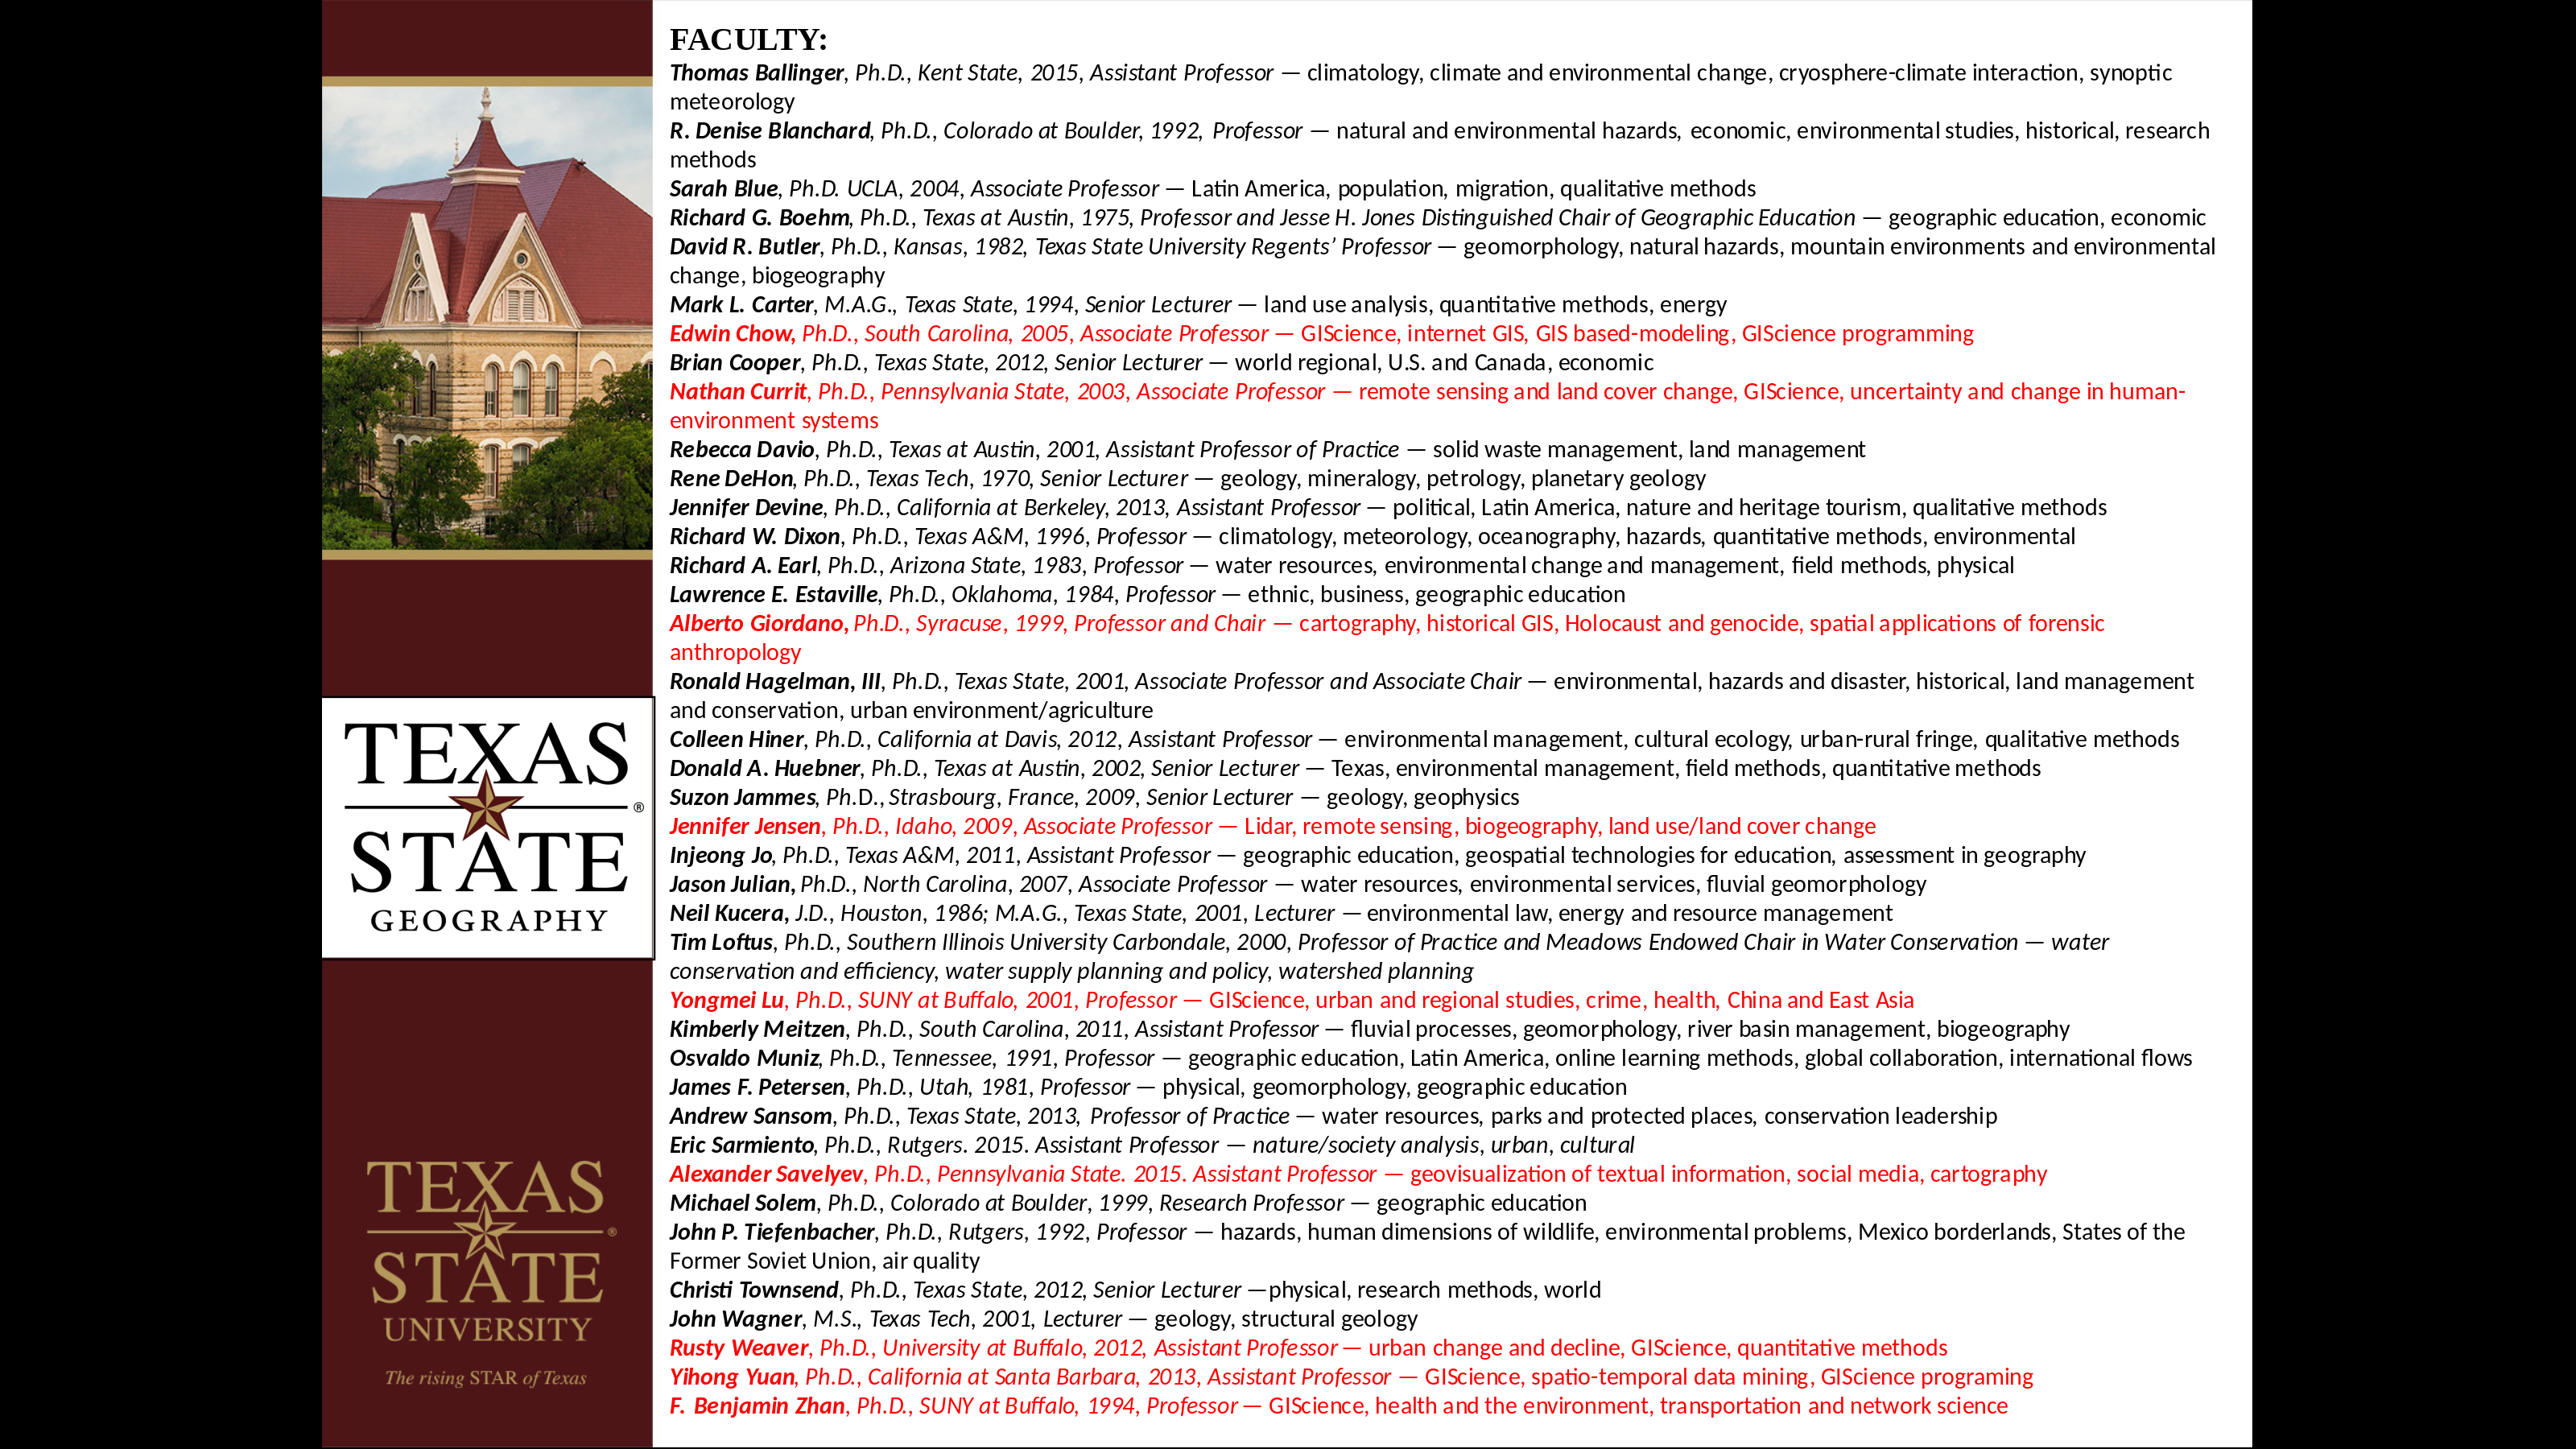 FACULTY:
Thomas Ballinger, Ph.D., Kent State, 2015, Assistant Professor — climatology, climate and environmental change, cryosphere-climate interaction, synoptic
meteorology
R. Denise Blanchard, Ph.D., Colorado at Boulder, 1992, Professor — natural and environmental hazards, economic, environmental studies, historical, research
methods
Sarah Blue, Ph.D. UCLA, 2004, Associate Professor — Latin America, population, migration, qualitative methods
Richard G. Boehm, Ph.D., Texas at Austin, 1975, Professor and Jesse H. Jones Distinguished Chair of Geographic Education — geographic education, economic
David R. Butler, Ph.D., Kansas, 1982, Texas State University Regents’ Professor — geomorphology, natural hazards, mountain environments and environmental
change, biogeography
Mark L. Carter, M.A.G., Texas State, 1994, Senior Lecturer — land use analysis, quantitative methods, energy
Edwin Chow, Ph.D., South Carolina, 2005, Associate Professor — GIScience, internet GIS, GIS based-modeling, GIScience programming
Brian Cooper, Ph.D., Texas State, 2012, Senior Lecturer — world regional, U.S. and Canada, economic
Nathan Currit, Ph.D., Pennsylvania State, 2003, Associate Professor — remote sensing and land cover change, GIScience, uncertainty and change in human-
environment systems
Rebecca Davio, Ph.D., Texas at Austin, 2001, Assistant Professor of Practice — solid waste management, land management
Rene DeHon, Ph.D., Texas Tech, 1970, Senior Lecturer — geology, mineralogy, petrology, planetary geology
Jennifer Devine, Ph.D., California at Berkeley, 2013, Assistant Professor — political, Latin America, nature and heritage tourism, qualitative methods
Richard W. Dixon, Ph.D., Texas A&M, 1996, Professor — climatology, meteorology, oceanography, hazards, quantitative methods, environmental
Richard A. Earl, Ph.D., Arizona State, 1983, Professor — water resources, environmental change and management, field methods, physical
Lawrence E. Estaville, Ph.D., Oklahoma, 1984, Professor — ethnic, business, geographic education
Alberto Giordano, Ph.D., Syracuse, 1999, Professor and Chair — cartography, historical GIS, Holocaust and genocide, spatial applications of forensic
anthropology
Ronald Hagelman, III, Ph.D., Texas State, 2001, Associate Professor and Associate Chair — environmental, hazards and disaster, historical, land management
and conservation, urban environment/agriculture
Colleen Hiner, Ph.D., California at Davis, 2012, Assistant Professor — environmental management, cultural ecology, urban-rural fringe, qualitative methods
Donald A. Huebner, Ph.D., Texas at Austin, 2002, Senior Lecturer — Texas, environmental management, field methods, quantitative methods
Suzon Jammes, Ph.D., Strasbourg, France, 2009, Senior Lecturer — geology, geophysics
Jennifer Jensen, Ph.D., Idaho, 2009, Associate Professor — Lidar, remote sensing, biogeography, land use/land cover change
Injeong Jo, Ph.D., Texas A&M, 2011, Assistant Professor — geographic education, geospatial technologies for education, assessment in geography
Jason Julian, Ph.D., North Carolina, 2007, Associate Professor — water resources, environmental services, fluvial geomorphology
Neil Kucera, J.D., Houston, 1986; M.A.G., Texas State, 2001, Lecturer — environmental law, energy and resource management
Tim Loftus, Ph.D., Southern Illinois University Carbondale, 2000, Professor of Practice and Meadows Endowed Chair in Water Conservation — water
conservation and efficiency, water supply planning and policy, watershed planning
Yongmei Lu, Ph.D., SUNY at Buffalo, 2001, Professor — GIScience, urban and regional studies, crime, health, China and East Asia
Kimberly Meitzen, Ph.D., South Carolina, 2011, Assistant Professor — fluvial processes, geomorphology, river basin management, biogeography
Osvaldo Muniz, Ph.D., Tennessee, 1991, Professor — geographic education, Latin America, online learning methods, global collaboration, international flows
James F. Petersen, Ph.D., Utah, 1981, Professor — physical, geomorphology, geographic education
Andrew Sansom, Ph.D., Texas State, 2013, Professor of Practice — water resources, parks and protected places, conservation leadership
Eric Sarmiento, Ph.D., Rutgers. 2015. Assistant Professor — nature/society analysis, urban, cultural
Alexander Savelyev, Ph.D., Pennsylvania State. 2015. Assistant Professor — geovisualization of textual information, social media, cartography
Michael Solem, Ph.D., Colorado at Boulder, 1999, Research Professor — geographic education
John P. Tiefenbacher, Ph.D., Rutgers, 1992, Professor — hazards, human dimensions of wildlife, environmental problems, Mexico borderlands, States of the
Former Soviet Union, air quality
Christi Townsend, Ph.D., Texas State, 2012, Senior Lecturer —physical, research methods, world
John Wagner, M.S., Texas Tech, 2001, Lecturer — geology, structural geology
Rusty Weaver, Ph.D., University at Buffalo, 2012, Assistant Professor — urban change and decline, GIScience, quantitative methods
Yihong Yuan, Ph.D., California at Santa Barbara, 2013, Assistant Professor — GIScience, spatio-temporal data mining, GIScience programing
F. Benjamin Zhan, Ph.D., SUNY at Buffalo, 1994, Professor — GIScience, health and the environment, transportation and network science
TEXAS
®
STATE
GEOGRAPHY
TEXAS
®
STATE
UNIVERSITY
The rising STAR of Texas